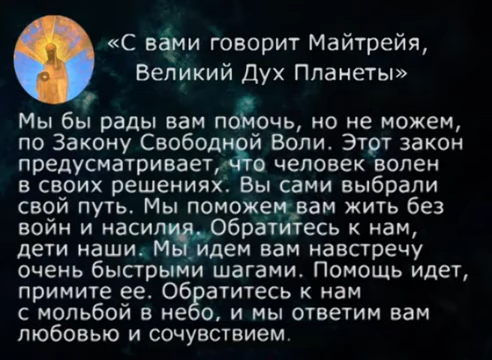 «С вами говорит Майтрейя,
Великий Дух Планеты»
Мы бы рады вам помочь, но не можем,
по Закону Свободной Воли. Этот закон
предусматривает, что человек волен
в своих решениях. Вы сами выбрали
свой путь. Мы поможем вам жить без
войн и насилия. Обратитесь к нам,
дети наши. Мы идем вам навстречу
очень быстрыми шагами. Помощь идет,
примите ее. Обратитесь к нам
с мольбой в небо, и мы ответим вам
любовью и сочувствием.